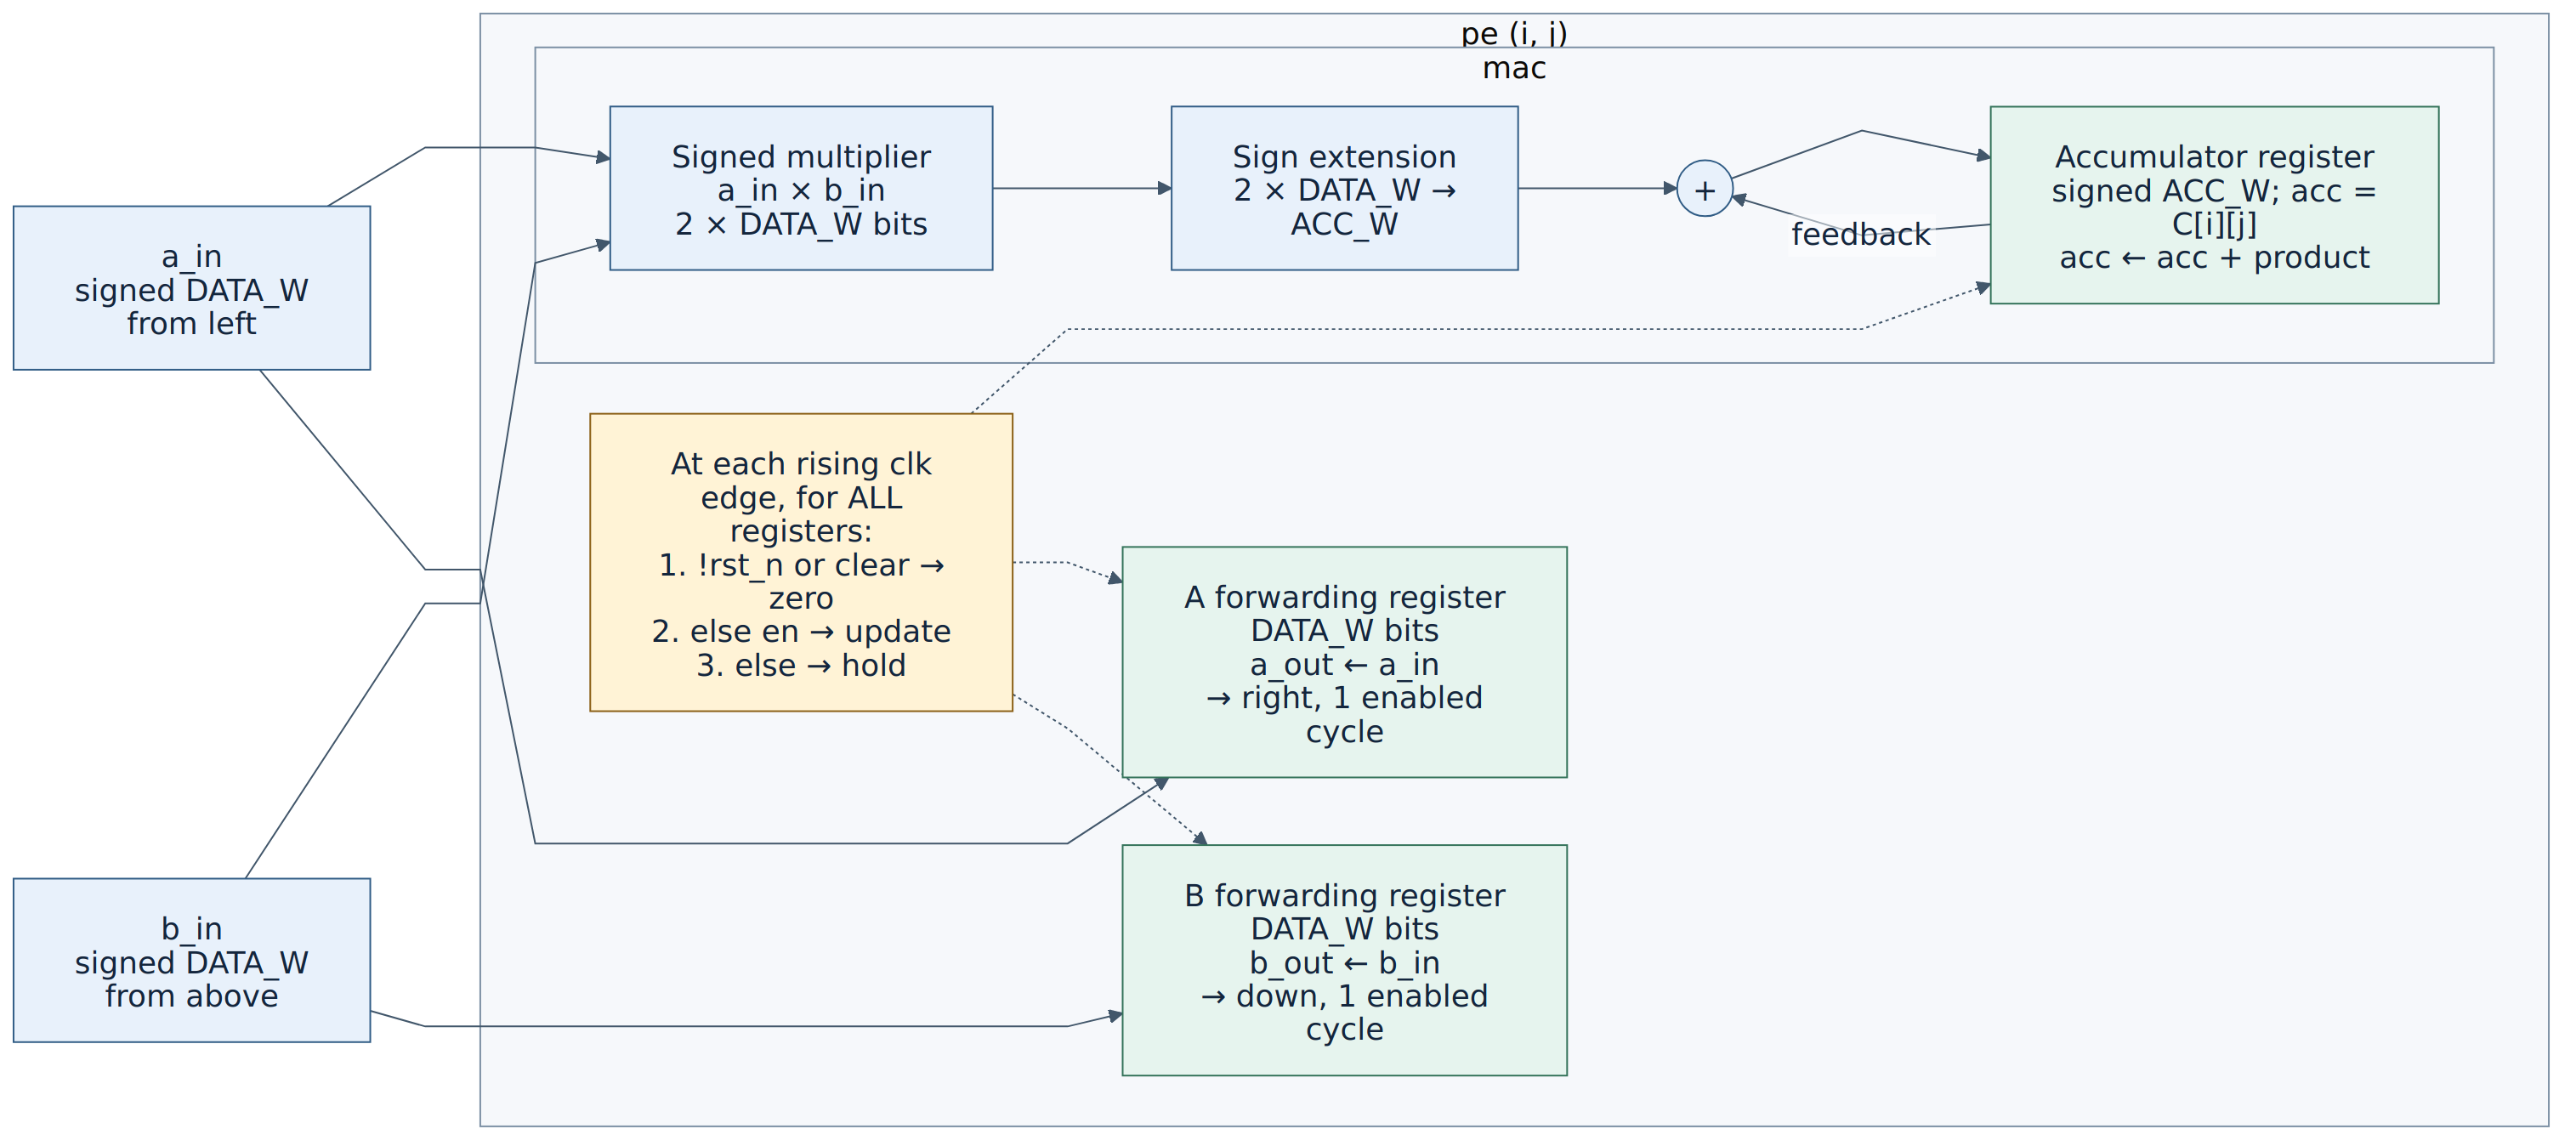 pe (i, j)
mac
Signed multiplier
a_in × b_in
2 × DATA_W bits
Sign extension
2 × DATA_W →
ACC_W
+
feedback
Accumulator register
signed ACC_W; acc =
C[i][j]
acc ← acc + product
a_in
signed DATA_W
from left
At each rising clk
edge, for ALL
registers:
1. !rst_n or clear →
zero
2. else en → update
3. else → hold
A forwarding register
DATA_W bits
a_out ← a_in
→ right, 1 enabled
cycle
b_in
signed DATA_W
from above
B forwarding register
DATA_W bits
b_out ← b_in
→ down, 1 enabled
cycle